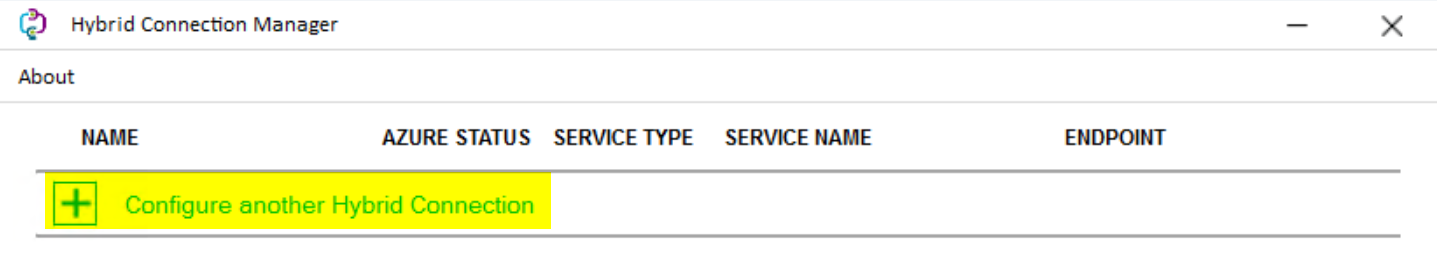 Hybrid Connection Manager
About
NAME AZURE STATUS SERVICE TYPE SERVICE NAME ENDPOINT
Configure another Hybrid Connection